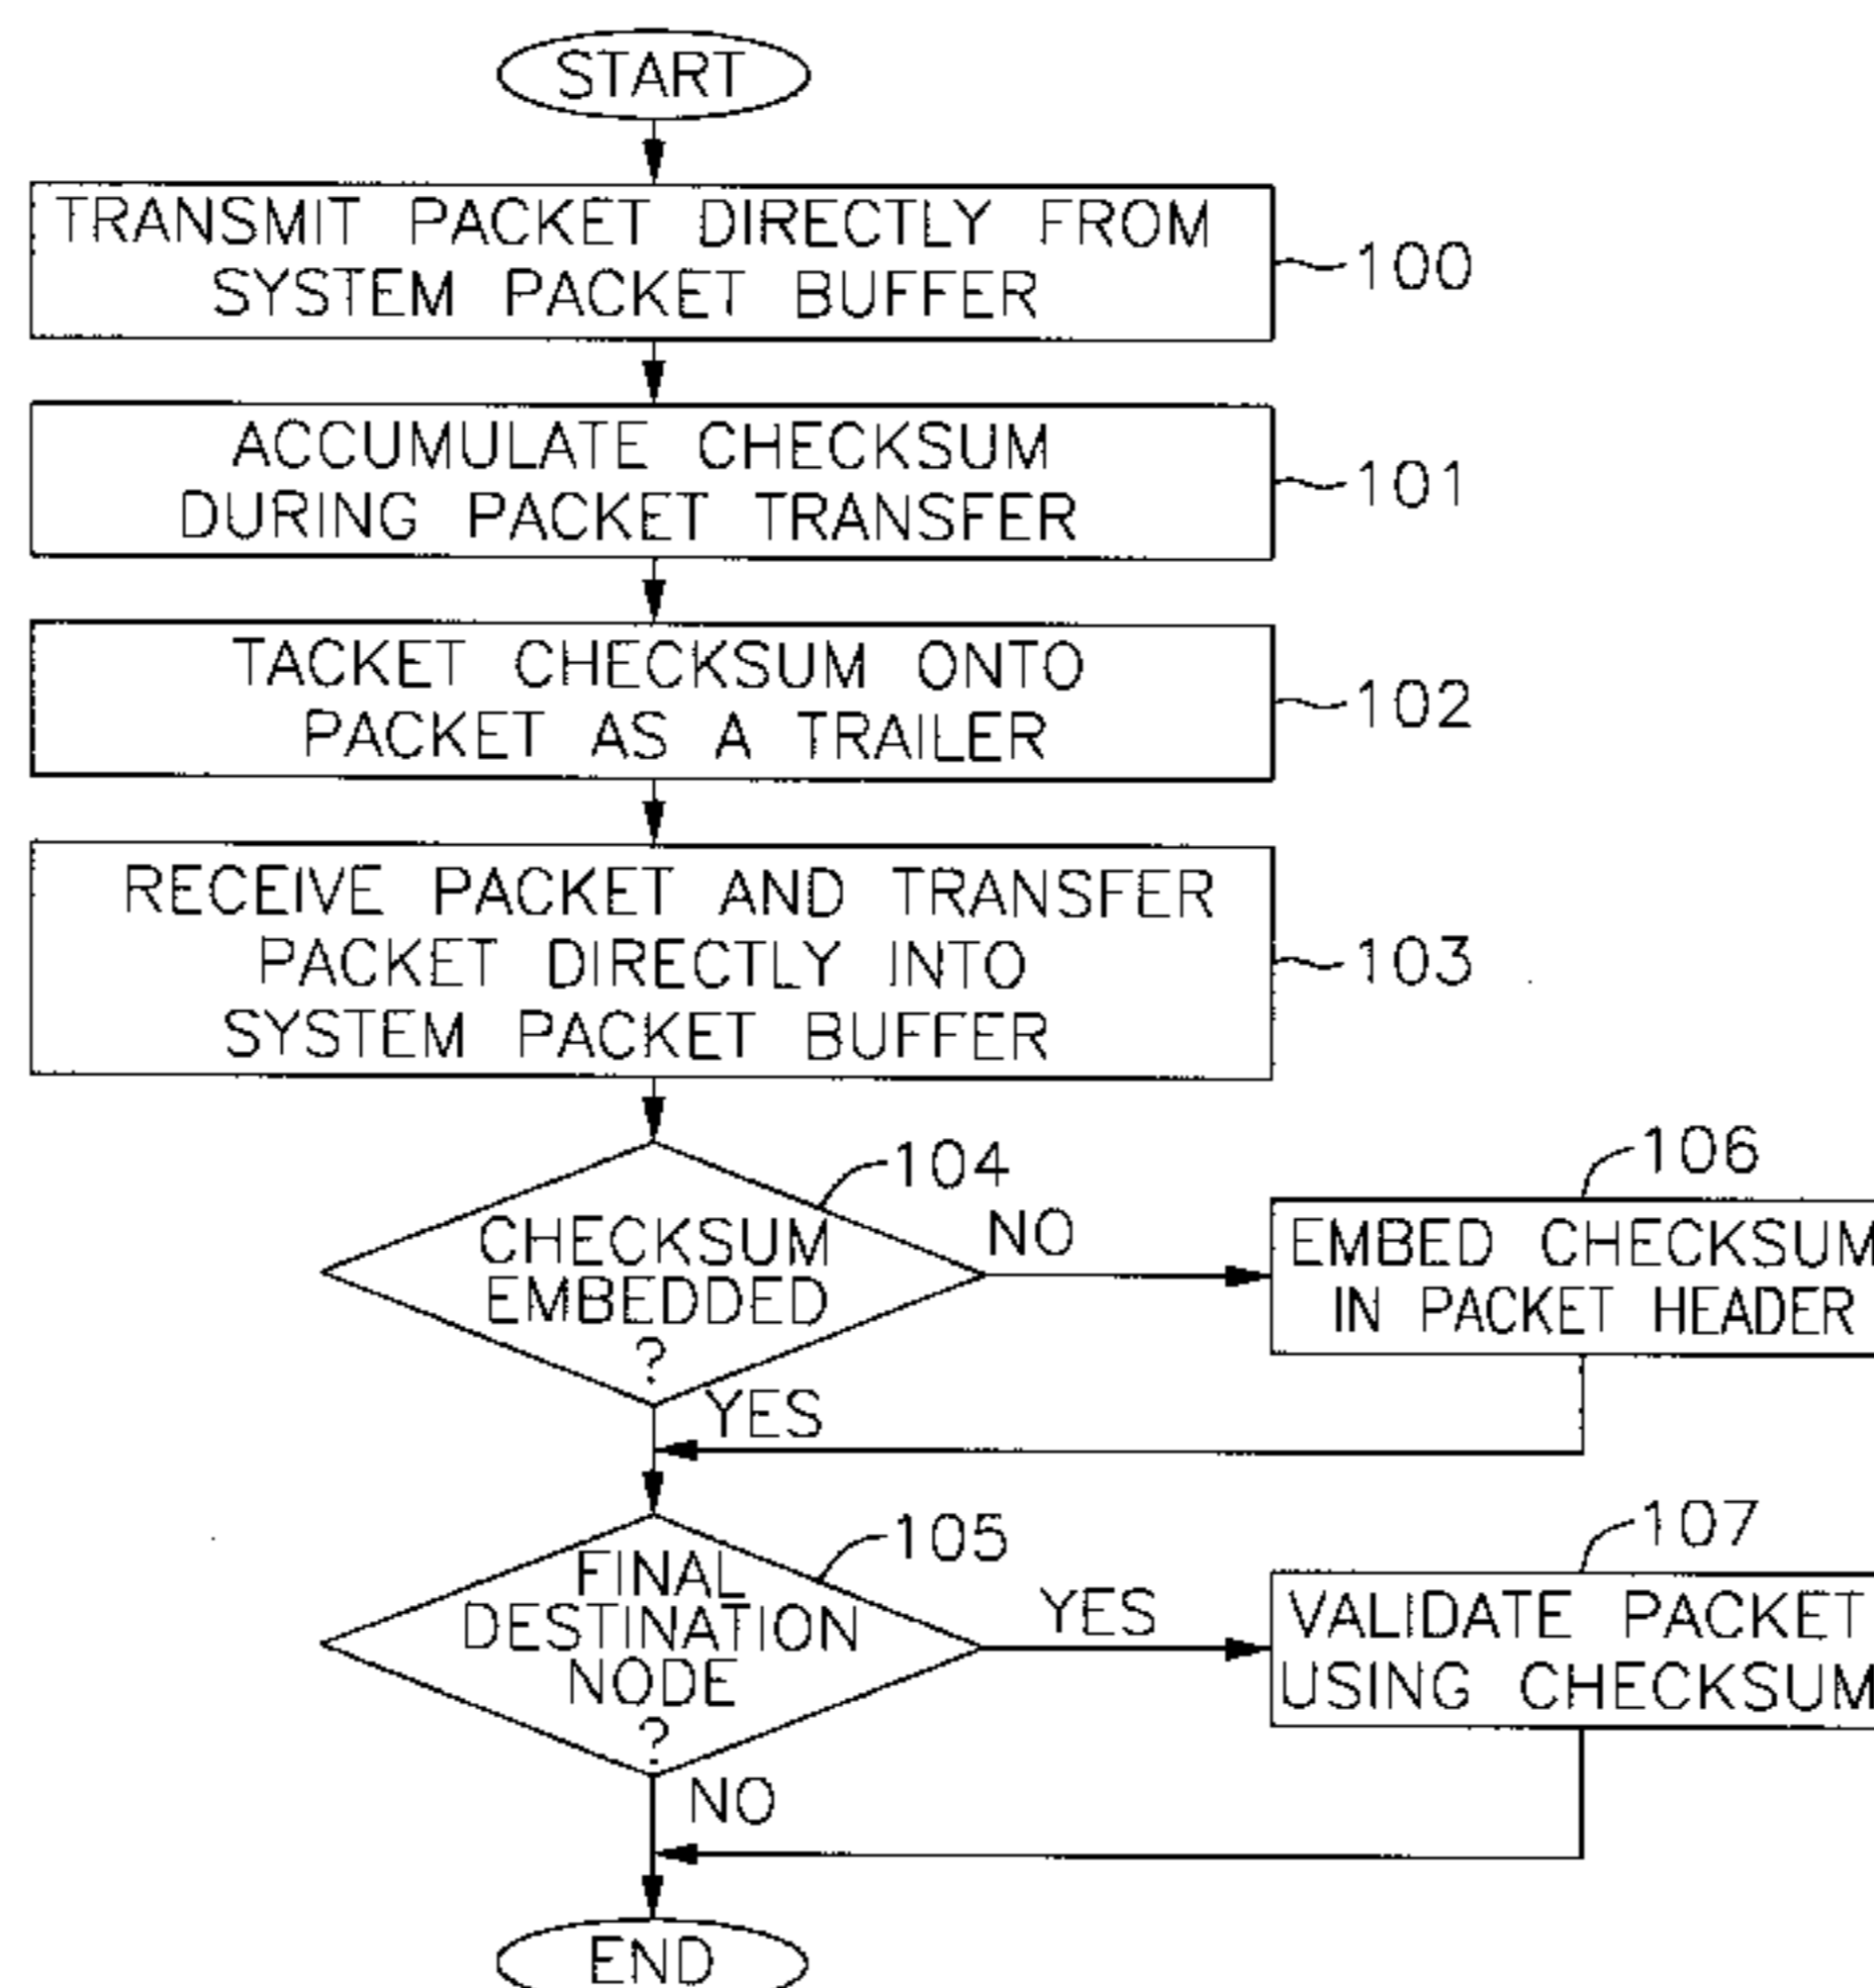 START
TRANSMIT PACKET DIRECTLY FROM
SYSTEM PACKET BUFFER
100
ACCUMULATE CHECKSUM
DURING PACKET TRANSFER
101
TACKET CHECKSUM ONTO
PACKET AS A TRAILER
102
RECEIVE PACKET AND TRANSFER
PACKET DIRECTLY INTO
SYSTEM PACKET BUFFER
103
104
CHECKSUM
EMBEDDED
?
NO
106
EMBED CHECKSUM
IN PACKET HEADER
YES
105
FINAL
DESTINATION
NODE
?
YES
107
VALIDATE PACKET
USING CHECKSUM
NO
END